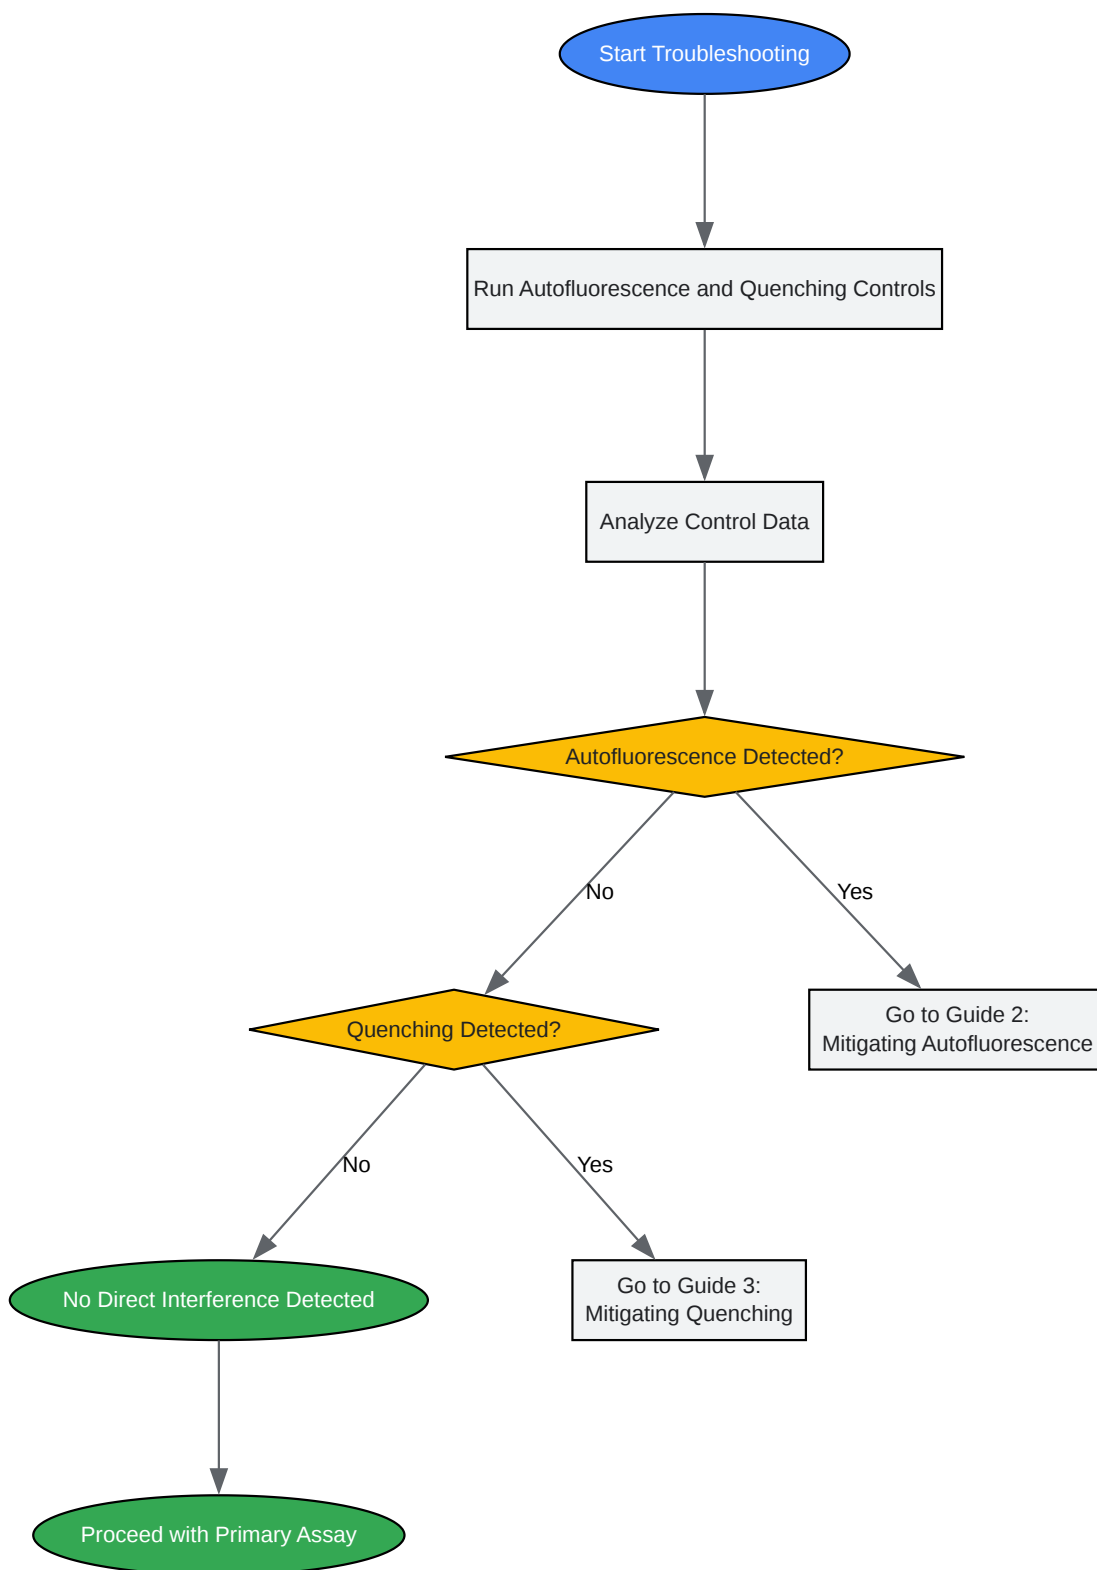 Start Troubleshooting
Run Autofluorescence and Quenching Controls
Analyze Control Data
Autofluorescence Detected?
No
Yes
Quenching Detected?
Go to Guide 2:
Mitigating Autofluorescence
No
Yes
No Direct Interference Detected
Go to Guide 3:
Mitigating Quenching
Proceed with Primary Assay